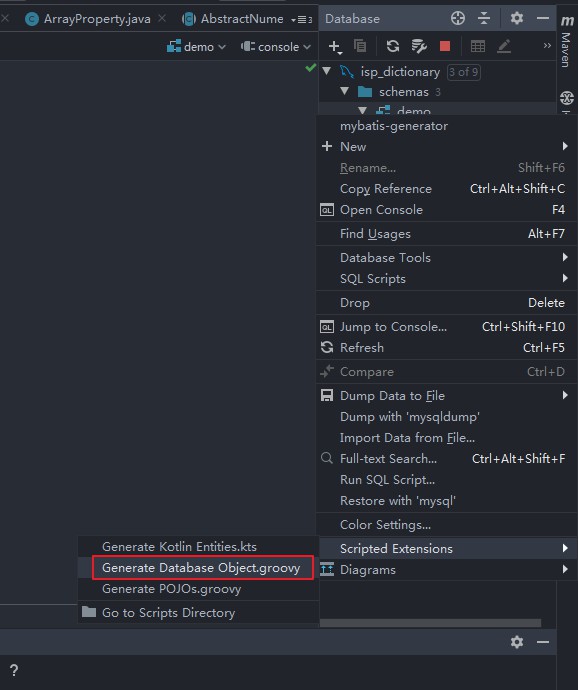 ArrayProperty.java
AbstractNume
Database
demo
console
isp_dictionary 3 of 9
schemas 3
demo
Maven
mybatis-generator
New
Rename... Shift+F6
Copy Reference Ctrl+Alt+Shift+C
Open Console F4
Find Usages Alt+F7
Database Tools
SQL Scripts
Drop Delete
Jump to Console... Ctrl+Shift+F10
Refresh Ctrl+F5
Compare Ctrl+D
Dump Data to File
Dump with 'mysqldump'
Import Data from File...
Full-text Search... Ctrl+Alt+Shift+F
Run SQL Script...
Restore with 'mysql'
Color Settings...
Scripted Extensions
Diagrams
Generate Kotlin Entities.kts
Generate Database Object.groovy
Generate POJOs.groovy
Go to Scripts Directory
?